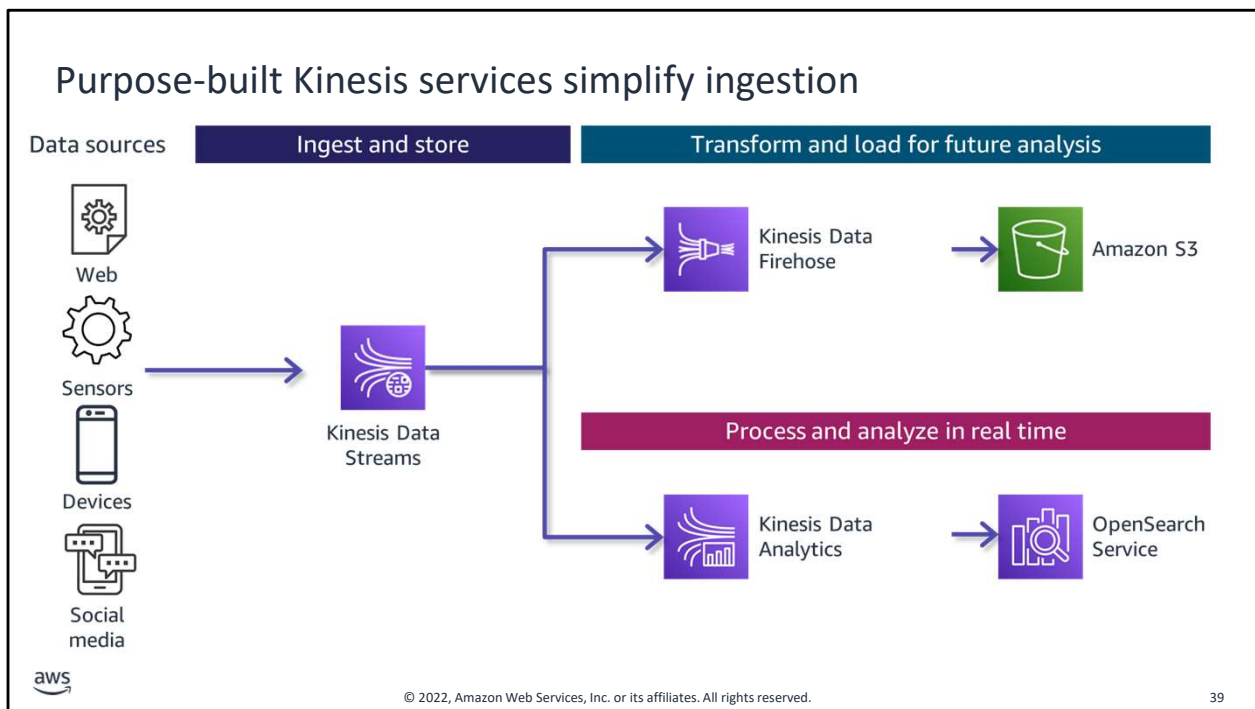 Purpose-built Kinesis services simplify ingestion
Data sources
Ingest and store
Transform and load for future analysis
Web
Sensors
Devices
Social
media
Kinesis Data
Streams
Kinesis Data
Firehose
Amazon S3
Process and analyze in real time
Kinesis Data
Analytics
OpenSearch
Service
aws
© 2022, Amazon Web Services, Inc. or its affiliates. All rights reserved.
39